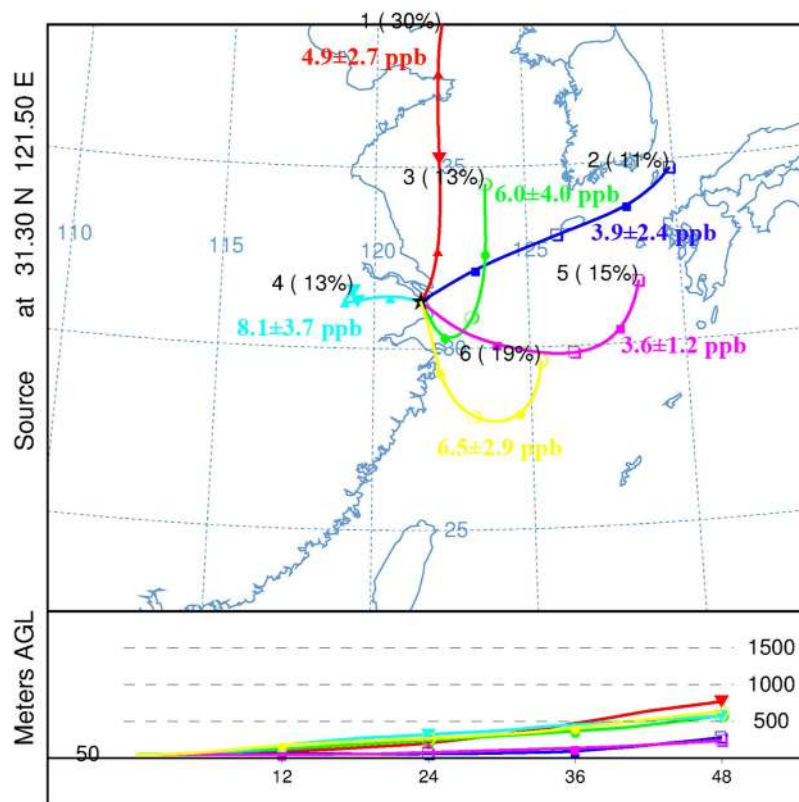 Source at 31.30 N 121.50 E
1 ( 30%)
4.9±2.7 ppb
35
2 ( 11%)
3 ( 13%)
6.0±4.0 ppb
110
115
120
125
3.9±2.4 ppb
4 ( 13%)
5 ( 15%)
8.1±3.7 ppb
30
6 ( 19%)
3.6±1.2 ppb
6.5±2.9 ppb
25
Meters AGL
1500
1000
500
50
12
24
36
48